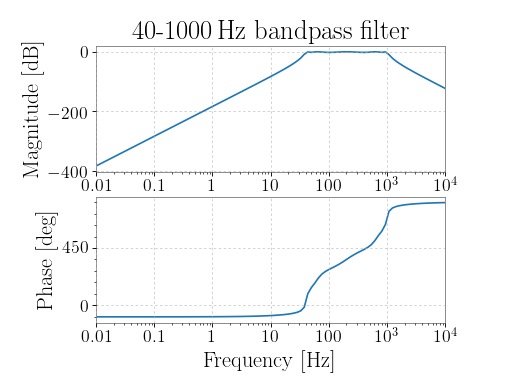 40-1000 Hz bandpass filter
Magnitude [dB]
0
−200
−400
0.01 0.1 1 10 100 10³ 10⁴
Phase [deg]
450
0
0.01 0.1 1 10 100 10³ 10⁴
Frequency [Hz]